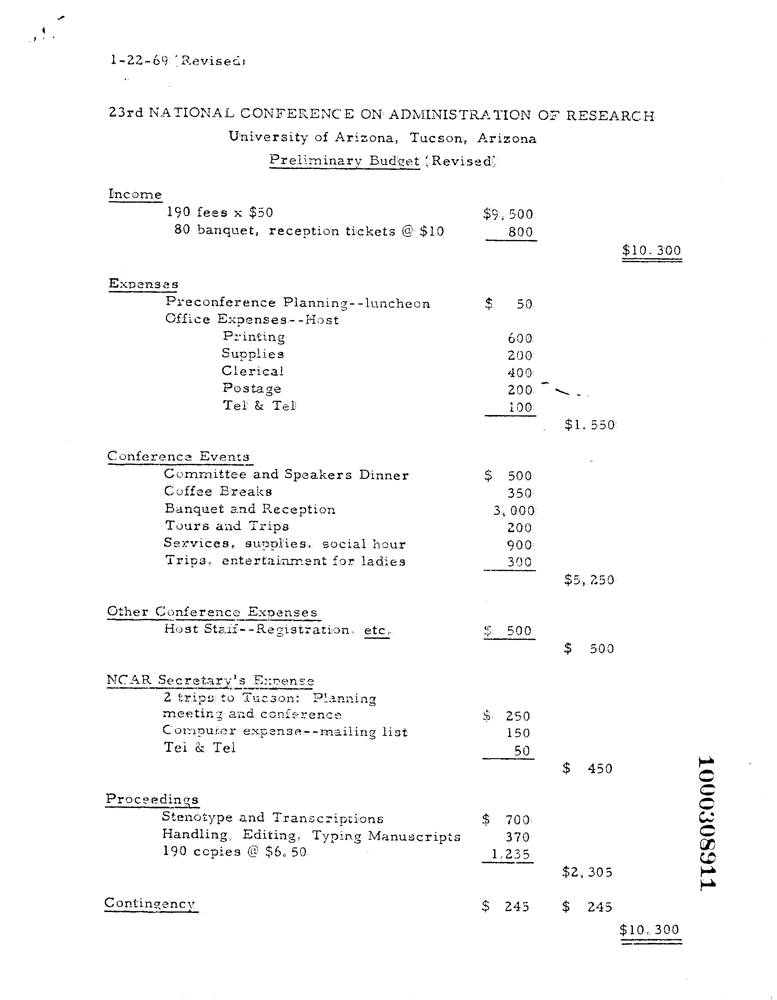 1-22-69 (Revised)
23rd NATIONAL CONFERENCE ON ADMINISTRATION OF RESEARCH
University of Arizona, Tucson, Arizona
Preliminary Budget (Revised)
Income
190 fees x $50 $9,500
80 banquet, reception tickets @ $10 800
$10.300
Expenses
Preconference Planning--luncheon $ 50
Office Expenses--Host
Printing 600
Supplies 200
Clerical 400
Postage 200
Tel & Tel 100
$1.550
Conference Events
Committee and Speakers Dinner $ 500
Coffee Breaks 350
Banquet and Reception 3,000
Tours and Trips 200
Services, supplies, social hour 900
Trips, entertainment for ladies 300
$5,250
Other Conference Expenses
Host Staff--Registration, etc. $ 500
$ 500
NCAR Secretary's Expense
2 trips to Tucson: Planning
meeting and conference $ 250
Computer expense--mailing list 150
Tel & Tel 50
$ 450
Proceedings
Stenotype and Transcriptions $ 700
Handling, Editing, Typing Manuscripts 370
190 copies @ $6.50 1,235
$2,305
Contingency $ 245 $ 245
$10,300
1000308911